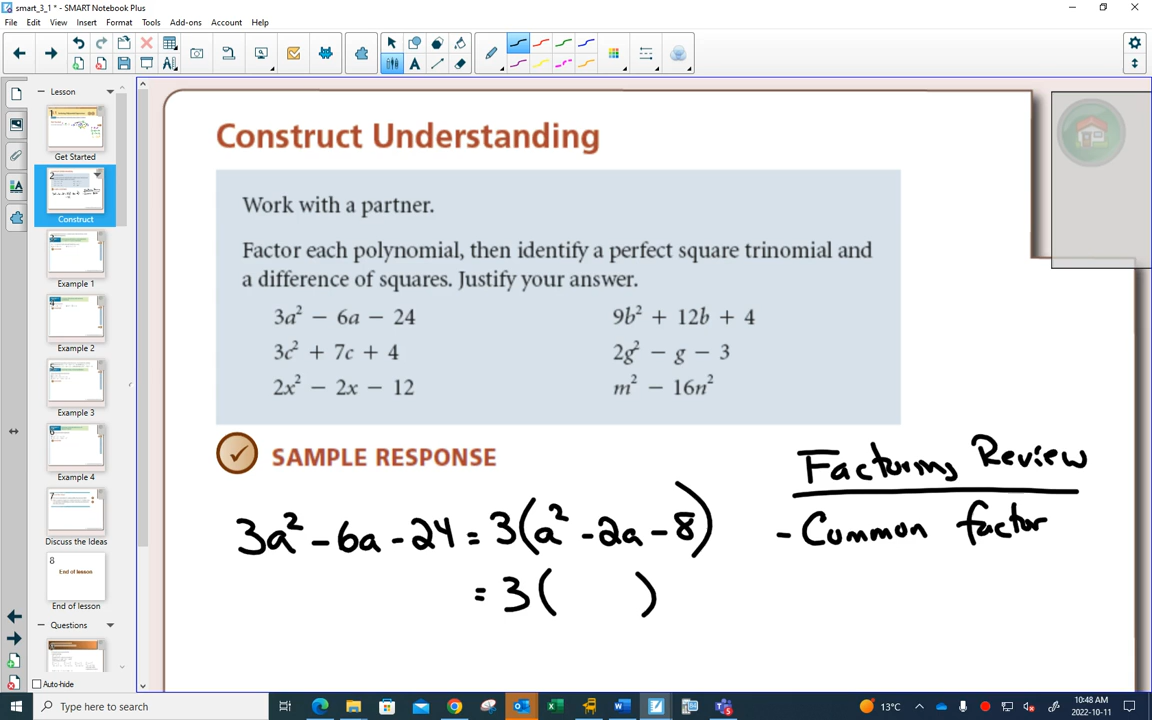 smart_3_1 * - SMART Notebook Plus
File Edit View Insert Format Tools Add-ons Account Help
Lesson
Get Started
2
Construct
Example 1
Example 2
Example 3
Example 4
7
Discuss the Ideas
8
End of lesson
End of lesson
Questions
Auto-hide
Construct Understanding
Work with a partner.
Factor each polynomial, then identify a perfect square trinomial and
a difference of squares. Justify your answer.
3a² − 6a − 24 9b² + 12b + 4
3c² + 7c + 4 2g² − g − 3
2x² − 2x − 12 m² − 16n²
SAMPLE RESPONSE
Factoring Review
- Common factor
3a² - 6a - 24 = 3(a² - 2a - 8)
= 3( )
Type here to search
13°C
10:48 AM
2022-10-11